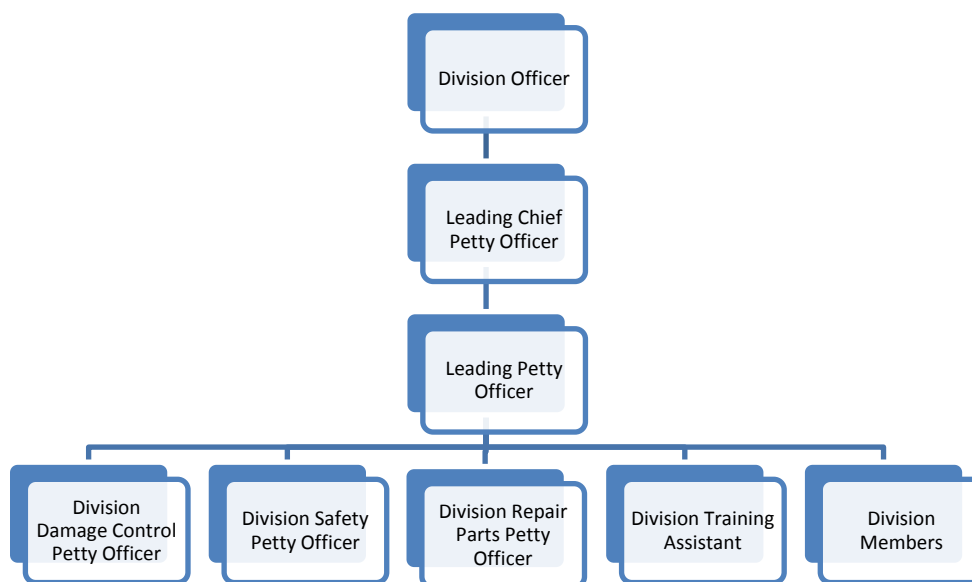 Division Officer
Leading Chief
Petty Officer
Leading Petty
Officer
Division
Damage Control
Petty Officer
Division Safety
Petty Officer
Division Repair
Parts Petty
Officer
Division Training
Assistant
Division
Members